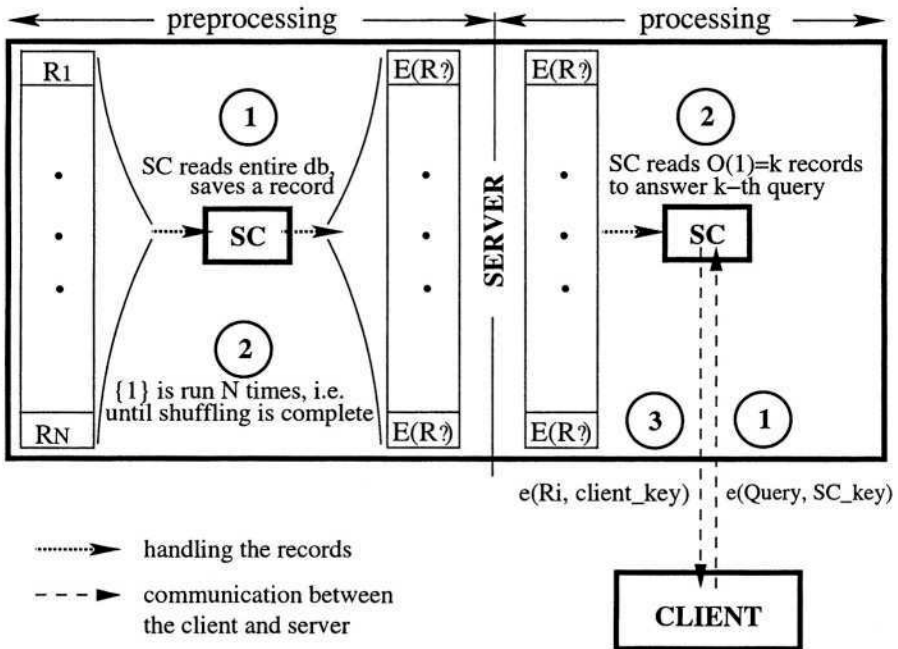 preprocessing
processing
R1
E(R?)
E(R?)
1
SC reads entire db,
saves a record
SC
2
{1} is run N times, i.e.
until shuffling is complete
RN
E(R?)
SERVER
2
SC reads O(1)=k records
to answer k-th query
SC
E(R?)
3
1
e(Ri, client_key)
e(Query, SC_key)
handling the records
communication between
the client and server
CLIENT